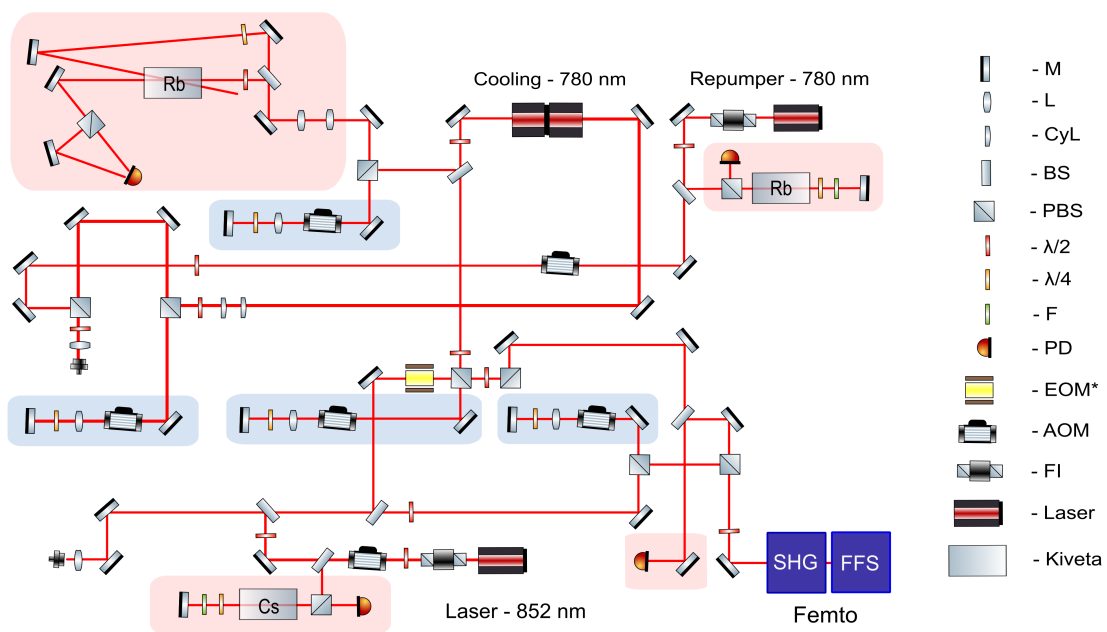 Cooling - 780 nm
Repumper - 780 nm
Rb
Rb
Cs
Laser - 852 nm
SHG
FFS
Femto
- M
- L
- CyL
- BS
- PBS
- λ/2
- λ/4
- F
- PD
- EOM*
- AOM
- FI
- Laser
- Kiveta